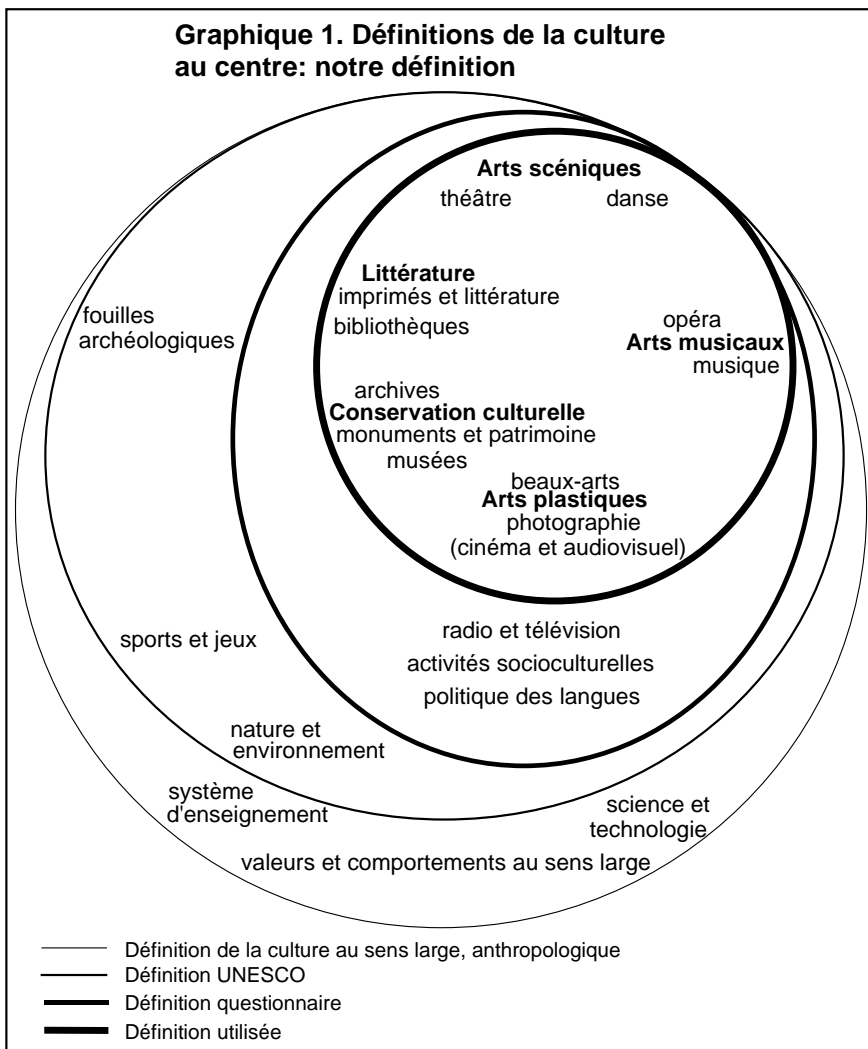 Graphique 1. Définitions de la culture
au centre: notre définition
Arts scéniques
théâtre danse
Littérature
imprimés et littérature
bibliothèques
fouilles
archéologiques
opéra
Arts musicaux
musique
archives
Conservation culturelle
monuments et patrimoine
musées
beaux-arts
Arts plastiques
photographie
(cinéma et audiovisuel)
sports et jeux
radio et télévision
activités socioculturelles
politique des langues
nature et
environnement
système
d'enseignement
science et
technologie
valeurs et comportements au sens large
Définition de la culture au sens large, anthropologique
Définition UNESCO
Définition questionnaire
Définition utilisée